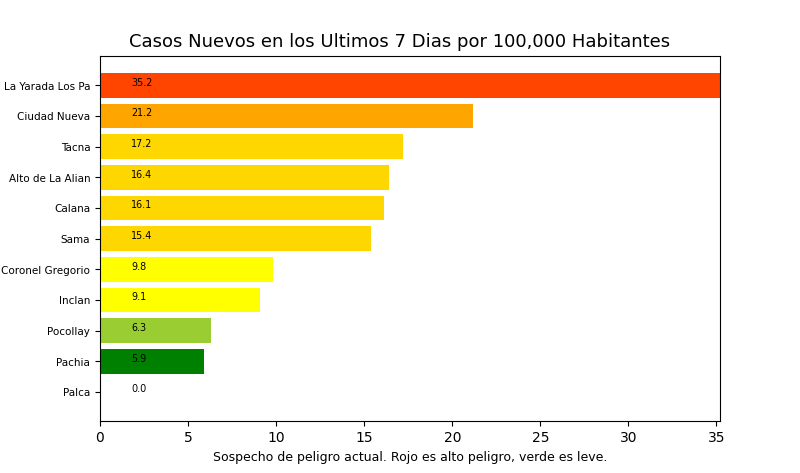 Casos Nuevos en los Ultimos 7 Dias por 100,000 Habitantes
La Yarada Los Pa 35.2
Ciudad Nueva 21.2
Tacna 17.2
Alto de La Alian 16.4
Calana 16.1
Sama 15.4
Coronel Gregorio 9.8
Inclan 9.1
Pocollay 6.3
Pachia 5.9
Palca 0.0
0 5 10 15 20 25 30 35
Sospecho de peligro actual. Rojo es alto peligro, verde es leve.